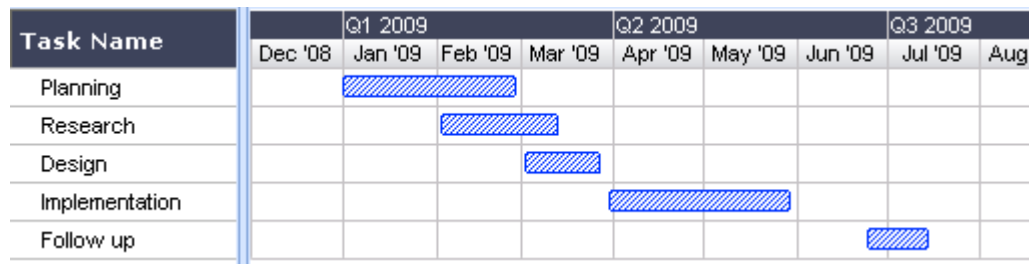 Task Name
Q1 2009 Q2 2009 Q3 2009
Dec '08 Jan '09 Feb '09 Mar '09 Apr '09 May '09 Jun '09 Jul '09 Aug
Planning
Research
Design
Implementation
Follow up